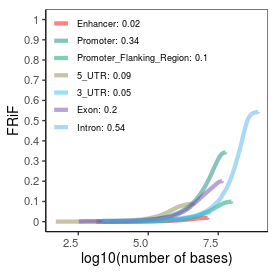 Enhancer: 0.02
Promoter: 0.34
Promoter_Flanking_Region: 0.1
5_UTR: 0.09
3_UTR: 0.05
Exon: 0.2
Intron: 0.54
FRiF
1
0.9
0.8
0.7
0.6
0.5
0.4
0.3
0.2
0.1
0
2.5 5.0 7.5
log10(number of bases)